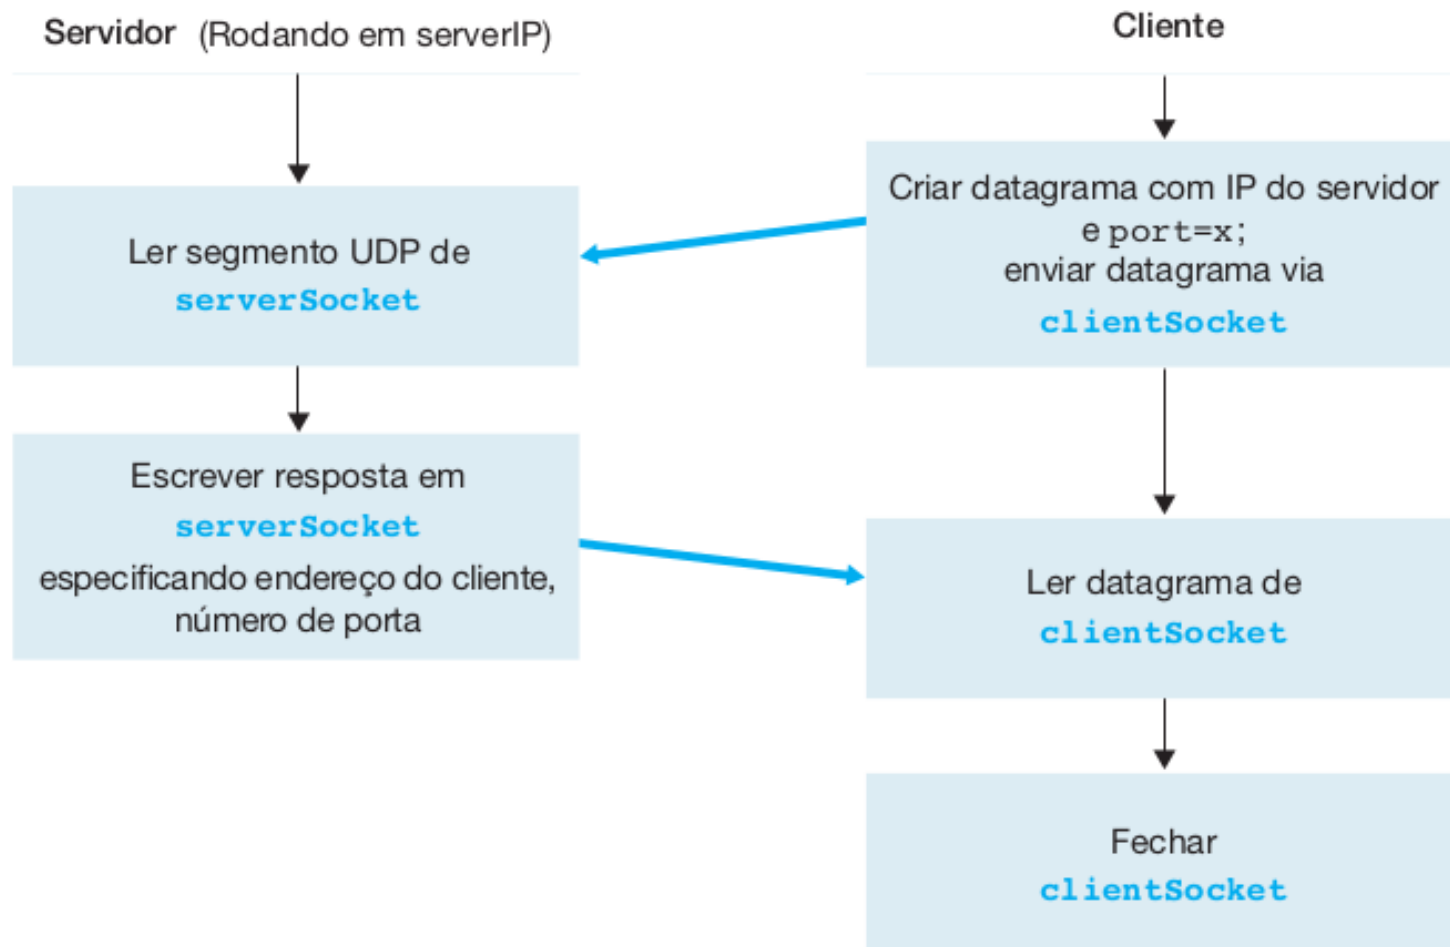 Servidor (Rodando em serverIP)
Cliente
Criar datagrama com IP do servidor
e port=x;
enviar datagrama via
clientSocket
Ler segmento UDP de
serverSocket
Escrever resposta em
serverSocket
especificando endereço do cliente,
número de porta
Ler datagrama de
clientSocket
Fechar
clientSocket